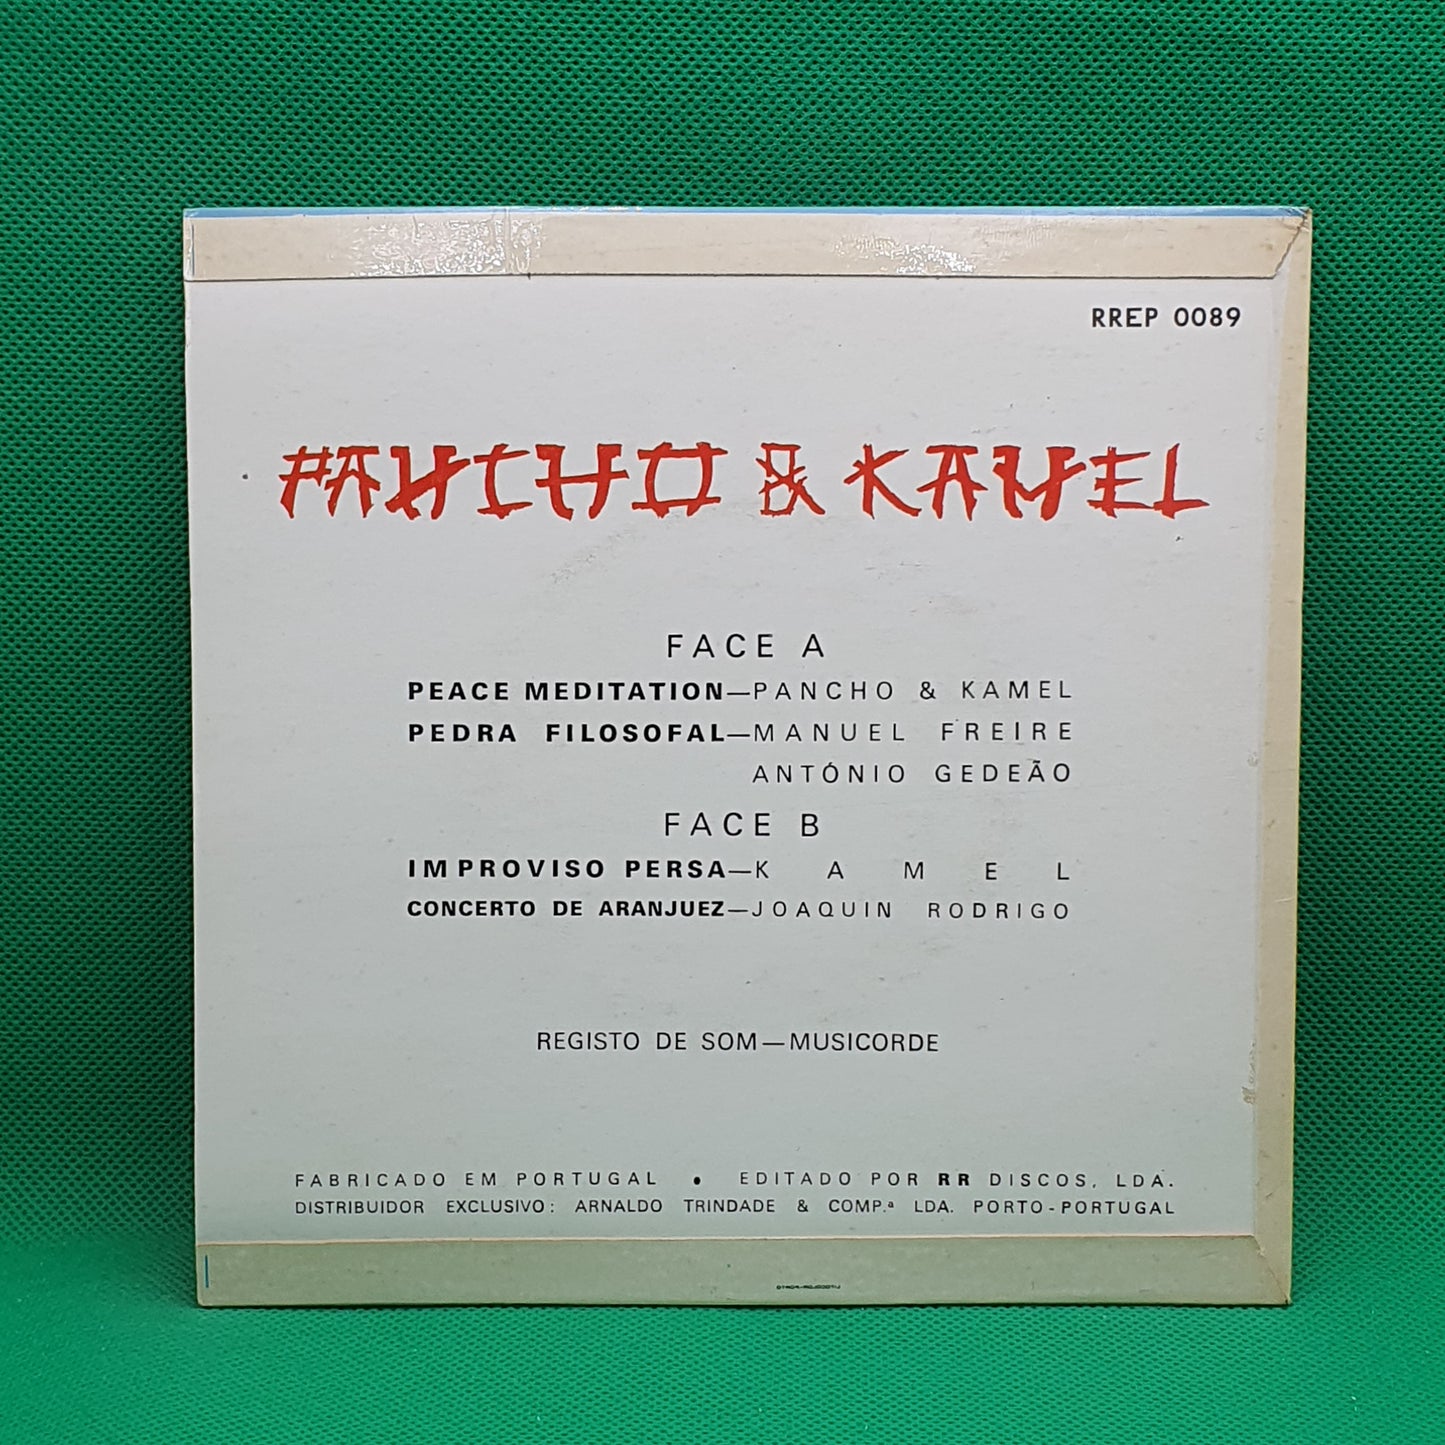 RREP 0089
PANCHO & KAMEL
FACE A
PEACE MEDITATION—PANCHO & KAMEL
PEDRA FILOSOFAL—MANUEL FREIRE
ANTÓNIO GEDEÃO
FACE B
IMPROVISO PERSA—KAMEL
CONCERTO DE ARANJUEZ—JOAQUIN RODRIGO
REGISTO DE SOM—MUSICORDE
FABRICADO EM PORTUGAL • EDITADO POR RR DISCOS, LDA.
DISTRIBUIDOR EXCLUSIVO: ARNALDO TRINDADE & COMP.ª LDA. PORTO-PORTUGAL